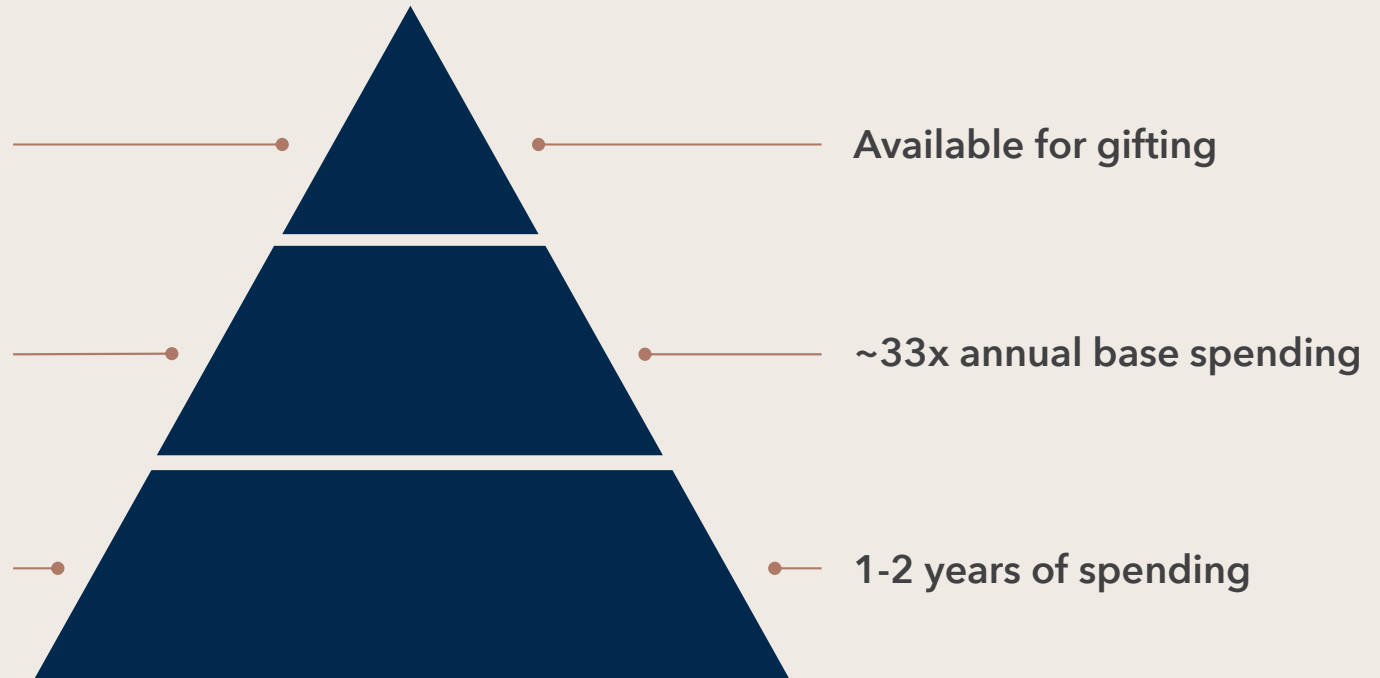 Available for gifting
~33x annual base spending
1-2 years of spending